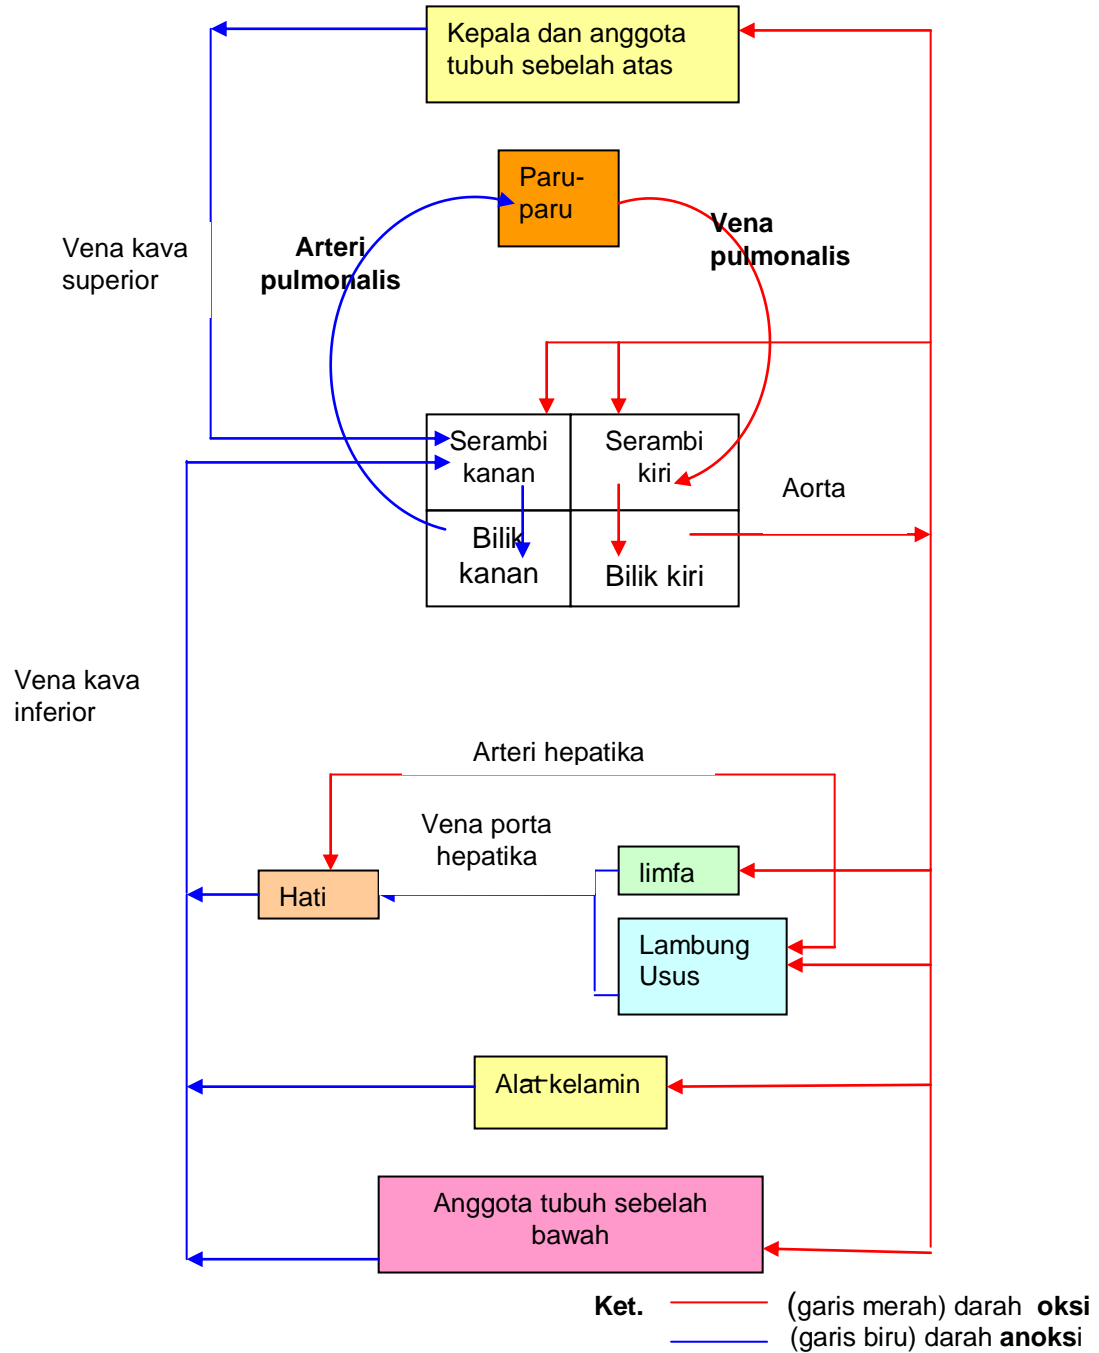 Kepala dan anggota
tubuh sebelah atas
Paru-
paru
Vena
pulmonalis
Arteri
pulmonalis
Vena kava
superior
Serambi
kanan
Serambi
kiri
Aorta
Bilik
kanan
Bilik kiri
Vena kava
inferior
Arteri hepatika
Vena porta
hepatika
limfa
Hati
Lambung
Usus
Alat kelamin
Anggota tubuh sebelah
bawah
Ket.
(garis merah) darah oksi
(garis biru) darah anoksi